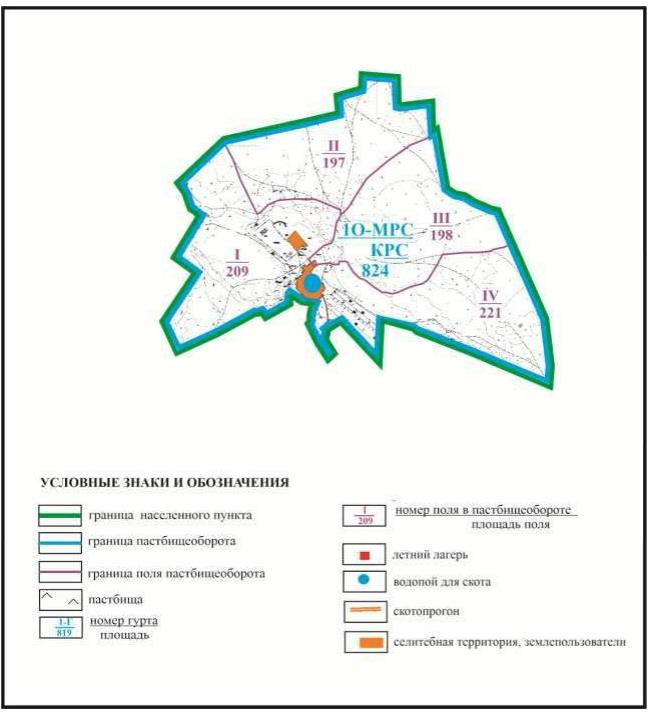 II
197
1О-МРС
КРС
824
III
198
I
209
IV
221
УСЛОВНЫЕ ЗНАКИ И ОБОЗНАЧЕНИЯ
граница населенного пункта
граница пастбищеоборота
граница поля пастбищеоборота
пастбища
1-Г
819
номер гурта
площадь
I
209
номер поля в пастбищеобороте
площадь поля
летний лагерь
водопой для скота
скотопрогон
селитебная территория, землепользователи